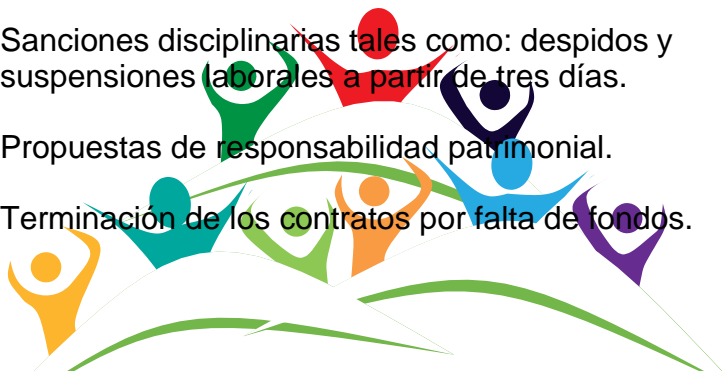 Sanciones disciplinarias tales como: despidos y
suspensiones laborales a partir de tres días.
Propuestas de responsabilidad patrimonial.
Terminación de los contratos por falta de fondos.